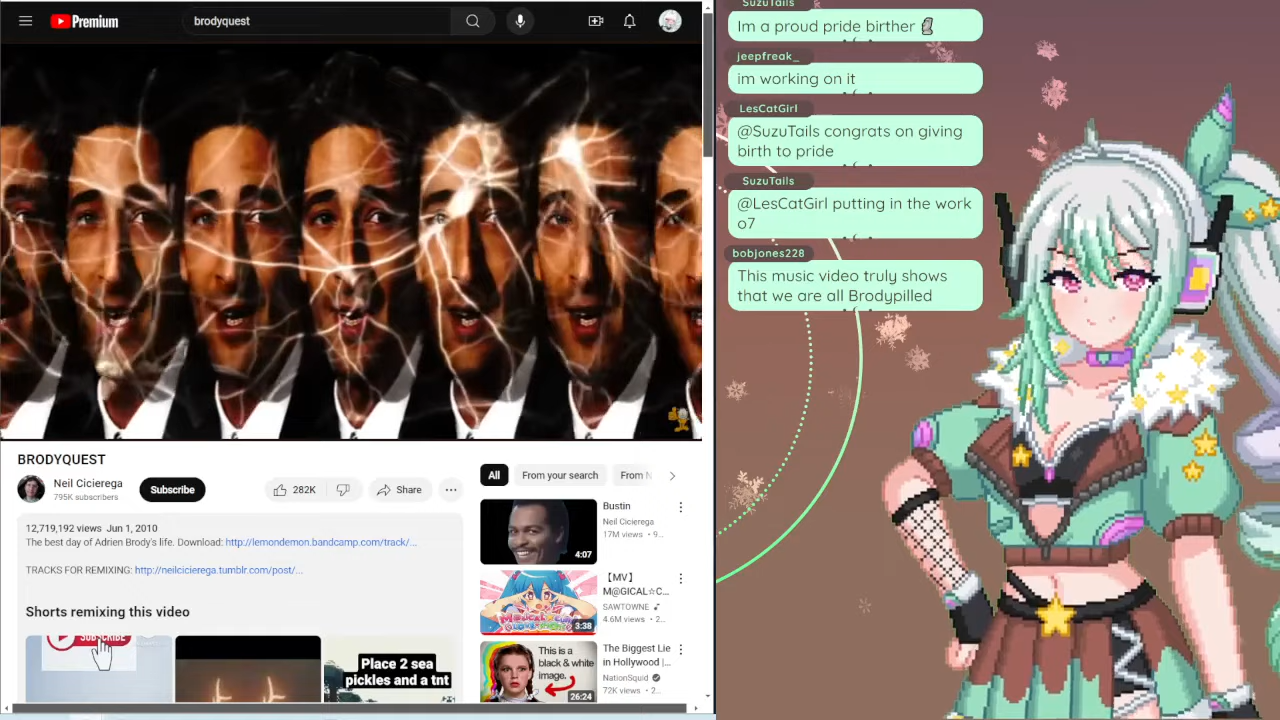 Premium
brodyquest
BRODYQUEST
Neil Cicierega
795K subscribers
Subscribe
282K
Share
12,719,192 views Jun 1, 2010
The best day of Adrien Brody's life. Download: http://lemondemon.bandcamp.com/track/...
TRACKS FOR REMIXING: http://neilcicierega.tumblr.com/post/...
Shorts remixing this video
SUBSCRIBE
Place 2 sea
pickles and a tnt
All
From your search
From N
Bustin
Neil Cicierega
17M views • 9...
4:07
【MV】
M@GICAL☆C...
SAWTOWNE
4.6M views • 2...
3:38
The Biggest Lie
in Hollywood |...
NationSquid
72K views • 2...
This is a
black & white
image.
26:24
SuzuTails
Im a proud pride birther
jeepfreak_
im working on it
LesCatGirl
@SuzuTails congrats on giving
birth to pride
SuzuTails
@LesCatGirl putting in the work
o7
bobjones228
This music video truly shows
that we are all Brodypilled